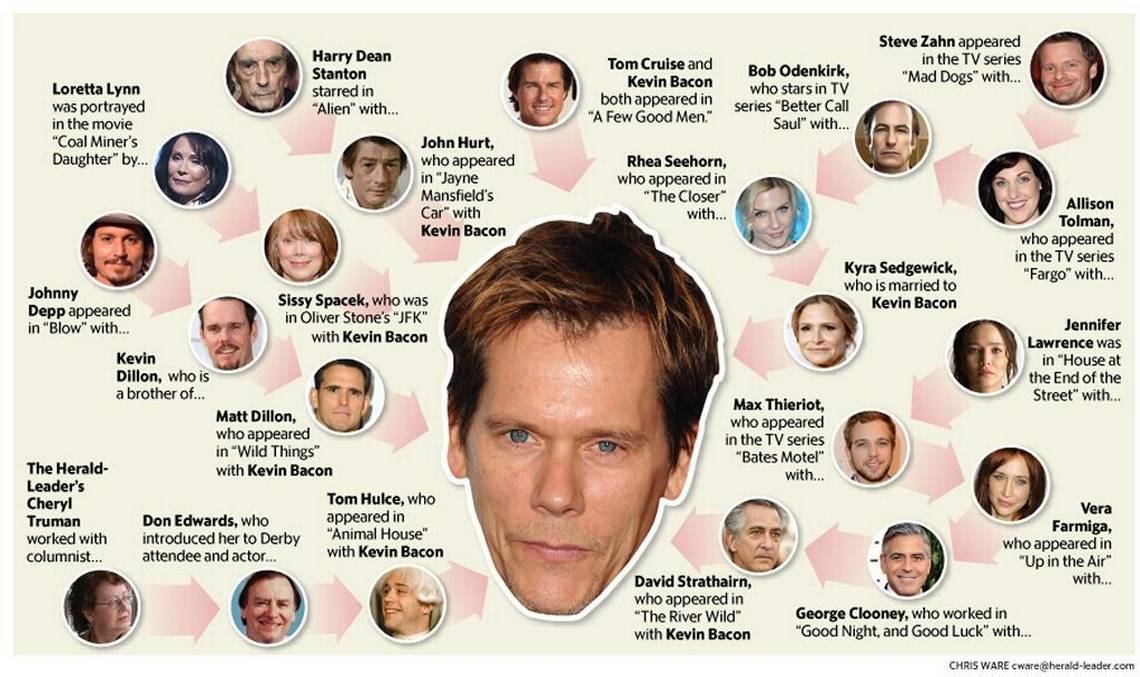 Harry Dean
Stanton
starred in
"Alien" with...
Loretta Lynn
was portrayed
in the movie
"Coal Miner's
Daughter" by...
John Hurt,
who appeared
in "Jayne
Mansfield's
Car" with
Kevin Bacon
Tom Cruise and
Kevin Bacon
both appeared in
"A Few Good Men."
Steve Zahn appeared
in the TV series
"Mad Dogs" with...
Bob Odenkirk,
who stars in TV
series "Better Call
Saul" with...
Rhea Seehorn,
who appeared in
"The Closer"
with...
Allison
Tolman,
who appeared
in the TV series
"Fargo" with...
Kyra Sedgewick,
who is married to
Kevin Bacon
Johnny
Depp appeared
in "Blow" with...
Sissy Spacek, who was
in Oliver Stone's "JFK"
with Kevin Bacon
Kevin
Dillon, who is
a brother of...
Matt Dillon,
who appeared
in "Wild Things"
with Kevin Bacon
Jennifer
Lawrence was
in "House at
the End of the
Street" with...
Max Thieriot,
who appeared
in the TV series
"Bates Motel"
with...
Vera
Farmiga,
who appeared in
"Up in the Air"
with...
The Herald-
Leader's
Cheryl
Truman
worked with
columnist...
Don Edwards, who
introduced her to Derby
attendee and actor...
Tom Hulce, who
appeared in
"Animal House"
with Kevin Bacon
David Strathairn,
who appeared in
"The River Wild"
with Kevin Bacon
George Clooney, who worked in
"Good Night, and Good Luck" with...
CHRIS WARE cware@herald-leader.com